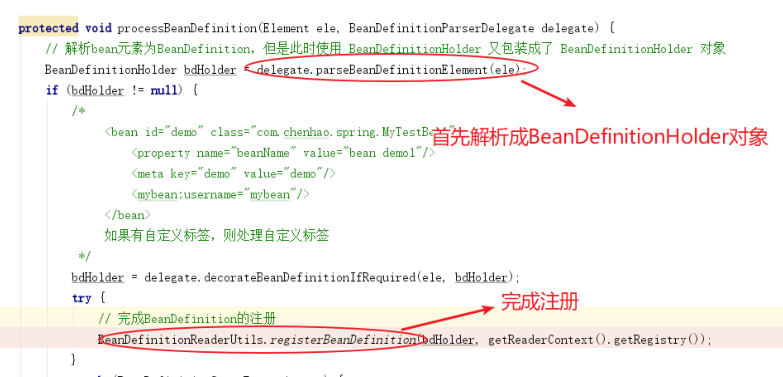 protected void processBeanDefinition(Element ele, BeanDefinitionParserDelegate delegate) {
// 解析bean元素为BeanDefinition，但是此时使用 BeanDefinitionHolder 又包装成了 BeanDefinitionHolder 对象
BeanDefinitionHolder bdHolder = delegate.parseBeanDefinitionElement(ele);
if (bdHolder != null) {
/*
<bean id="demo" class="com.chenhao.spring.MyTestBe
首先解析成BeanDefinitionHolder对象
<property name="beanName" value="bean demo1"/>
<meta key="demo" value="demo"/>
<mybean:username="mybean"/>
</bean>
如果有自定义标签，则处理自定义标签
*/
bdHolder = delegate.decorateBeanDefinitionIfRequired(ele, bdHolder);
try {
完成注册
// 完成BeanDefinition的注册
BeanDefinitionReaderUtils.registerBeanDefinition(bdHolder, getReaderContext().getRegistry());
}